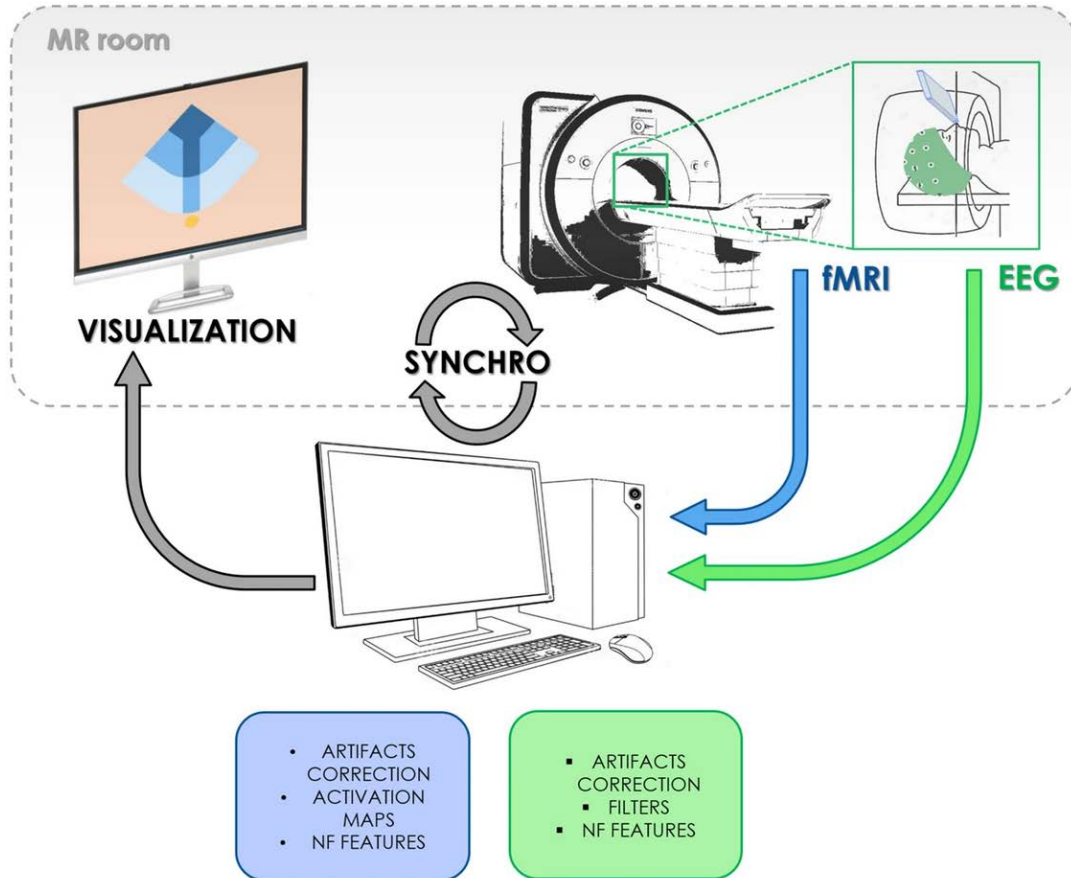 MR room
VISUALIZATION
SYNCHRO
fMRI
EEG
• ARTIFACTS
CORRECTION
• ACTIVATION
MAPS
• NF FEATURES
▪ ARTIFACTS
CORRECTION
▪ FILTERS
▪ NF FEATURES